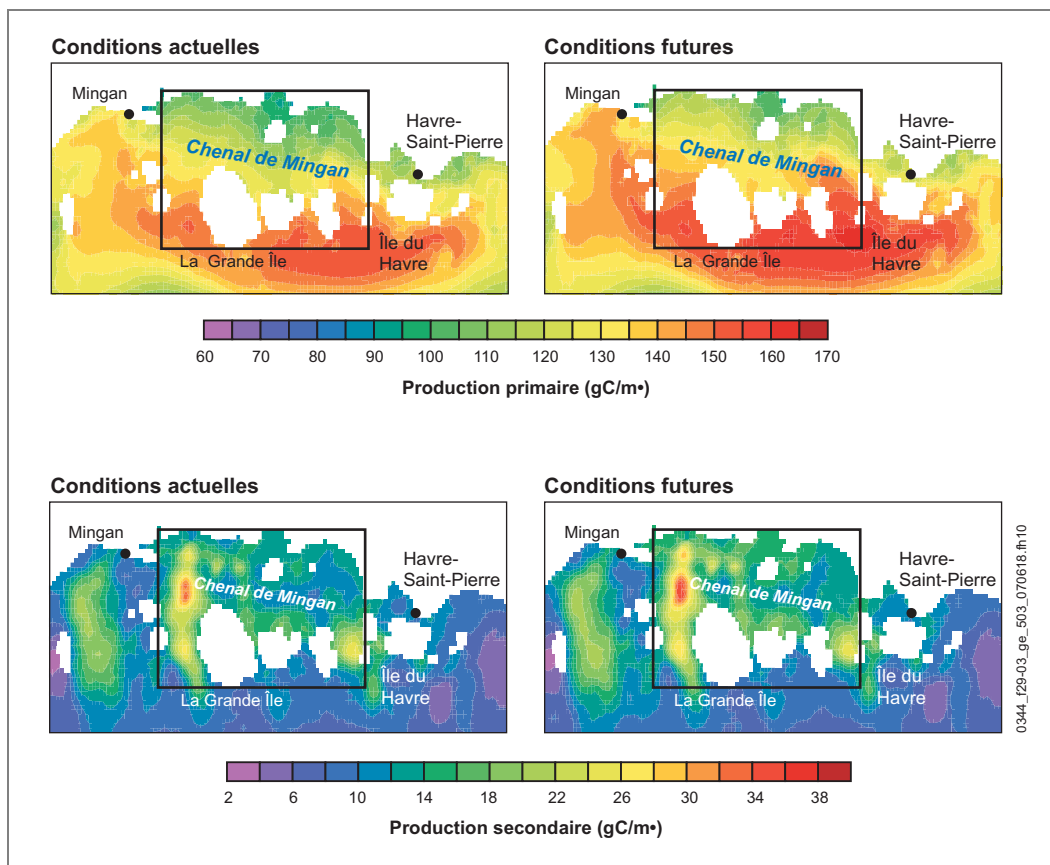 Conditions actuelles
Conditions futures
Mingan
Havre-
Saint-Pierre
Chenal de Mingan
La Grande Île
Île du
Havre
Mingan
Havre-
Saint-Pierre
Chenal de Mingan
La Grande Île
Île du
Havre
60 70 80 90 100 110 120 130 140 150 160 170
Production primaire (gC/m•)
Conditions actuelles
Conditions futures
Mingan
Havre-
Saint-Pierre
Chenal de Mingan
La Grande Île
Île du
Havre
Mingan
Havre-
Saint-Pierre
Chenal de Mingan
La Grande Île
Île du
Havre
2 6 10 14 18 22 26 30 34 38
Production secondaire (gC/m•)
0344_f29-03_ge_503_070618.fh10